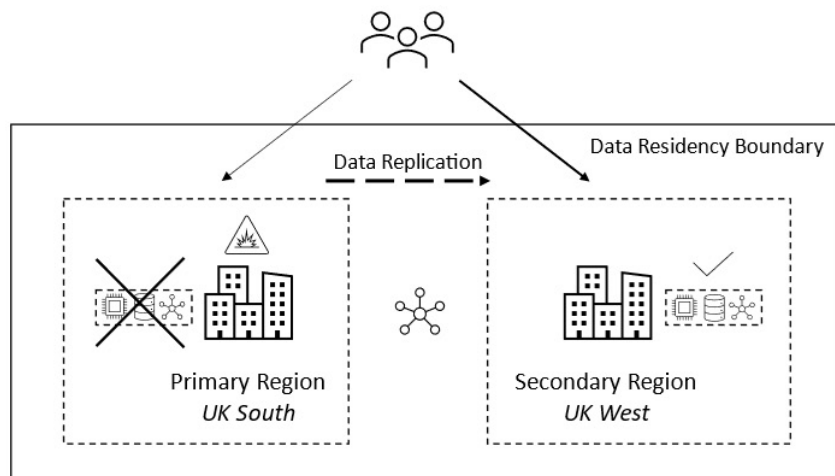 Data Residency Boundary
Data Replication
Primary Region
UK South
Secondary Region
UK West